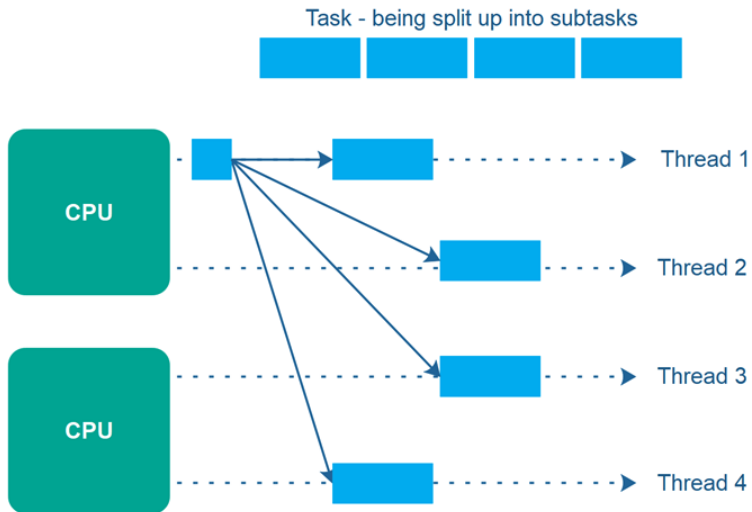 Task - being split up into subtasks
Thread 1
CPU
Thread 2
Thread 3
CPU
Thread 4